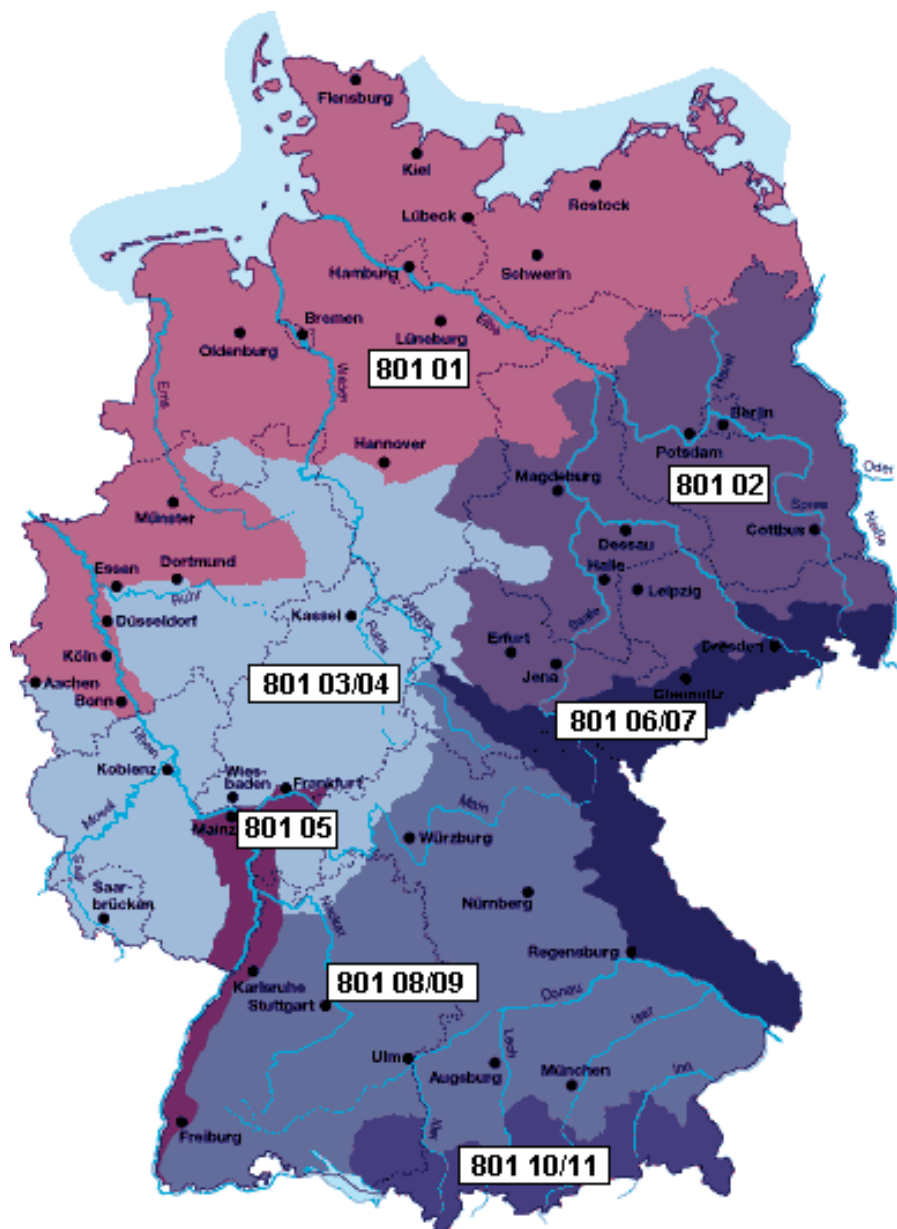 Flensburg
Kiel
Rostock
Lübeck
Hamburg
Schwerin
Bremen
Lüneburg
Elbe
Oldenburg
801 01
Weser
Ems
Havel
Berlin
Hannover
Potsdam
Oder
Magdeburg
801 02
Münster
Spree
Neiße
Dessau
Cottbus
Dortmund
Essen
Halle
Leipzig
Ruhr
Kassel
Werra
Fulda
Saale
Düsseldorf
Erfurt
Dresden
Köln
Jena
Aachen
801 03/04
Chemnitz
Bonn
801 06/07
Rhein
Koblenz
Wies-
baden
Frankfurt
Main
Mosel
Mainz
801 05
Würzburg
Saar
Saar-
brücken
Neckar
Nürnberg
Regensburg
Karlsruhe
801 08/09
Stuttgart
Donau
Isar
Lech
Ulm
Augsburg
München
Inn
Iller
Freiburg
801 10/11